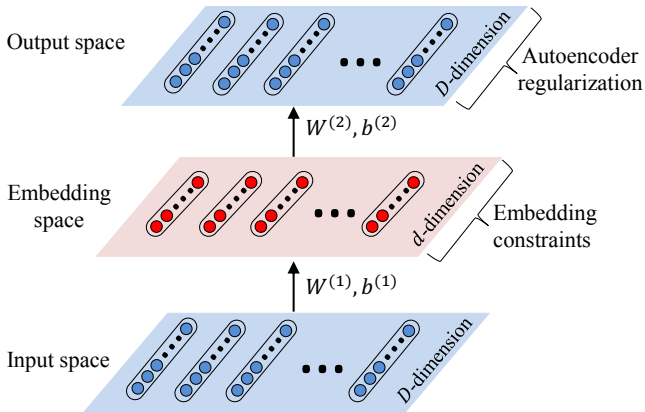 Output space
D-dimension
Autoencoder
regularization
W⁽²⁾, b⁽²⁾
Embedding
space
d-dimension
Embedding
constraints
W⁽¹⁾, b⁽¹⁾
Input space
D-dimension